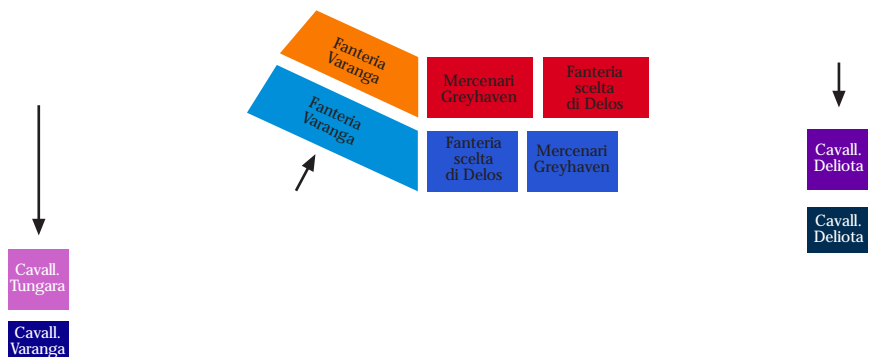 Fanteria
Varanga
Mercenari
Greyhaven
Fanteria
scelta
di Delos
Fanteria
Varanga
Fanteria
scelta
di Delos
Mercenari
Greyhaven
Cavall.
Deliota
Cavall.
Deliota
Cavall.
Tungara
Cavall.
Varanga